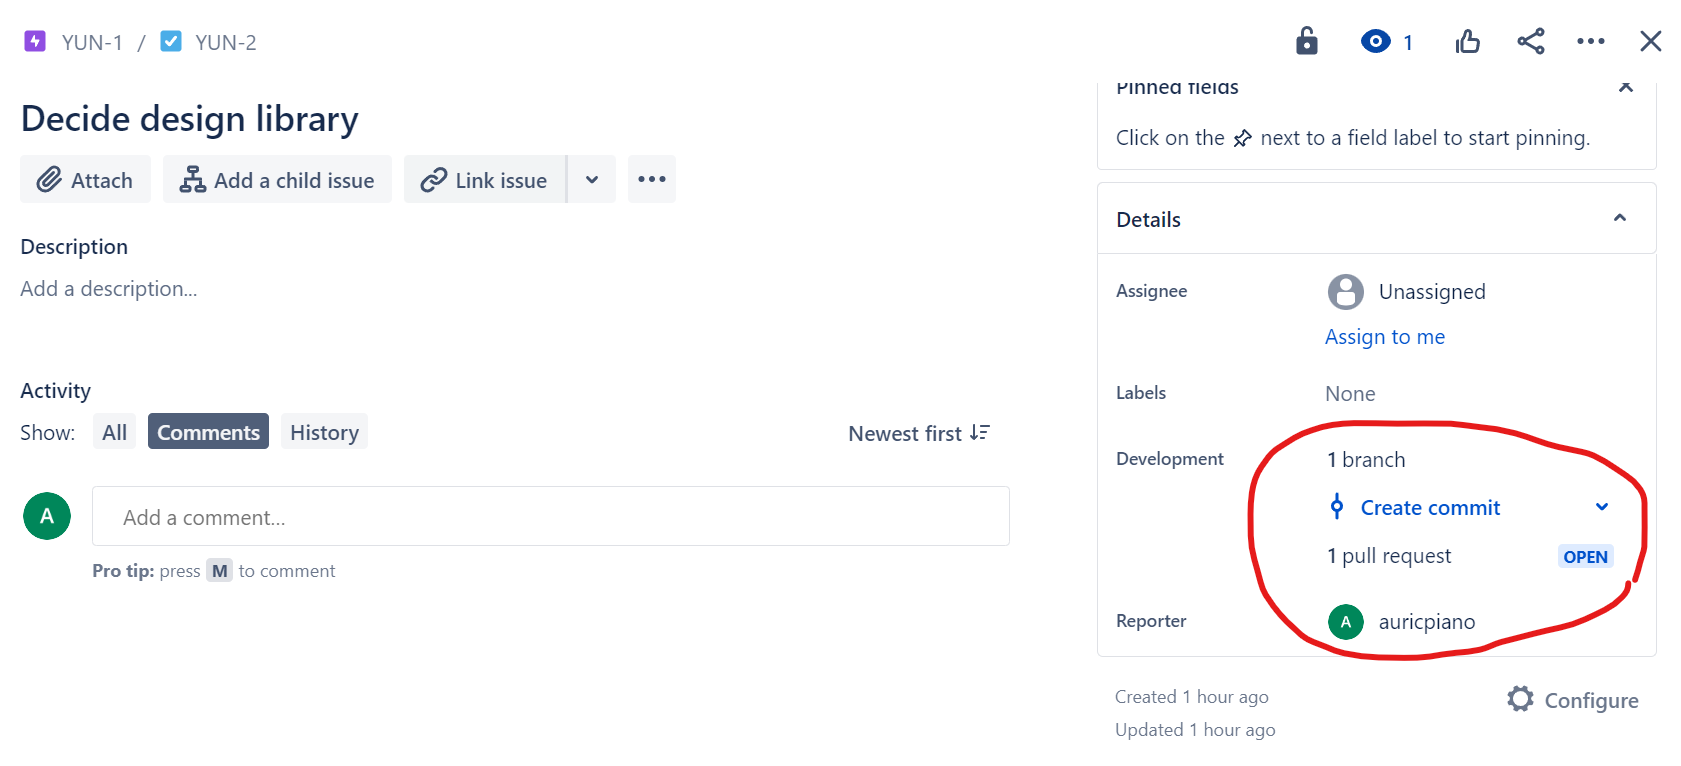 YUN-1 / YUN-2
1
Decide design library
Attach
Add a child issue
Link issue
Description
Add a description...
Activity
Show:
All
Comments
History
Newest first
A
Add a comment...
Pro tip: press M to comment
Pinned fields
Click on the next to a field label to start pinning.
Details
Assignee
Unassigned
Assign to me
Labels
None
Development
1 branch
Create commit
1 pull request
OPEN
Reporter
A
auricpiano
Created 1 hour ago
Updated 1 hour ago
Configure